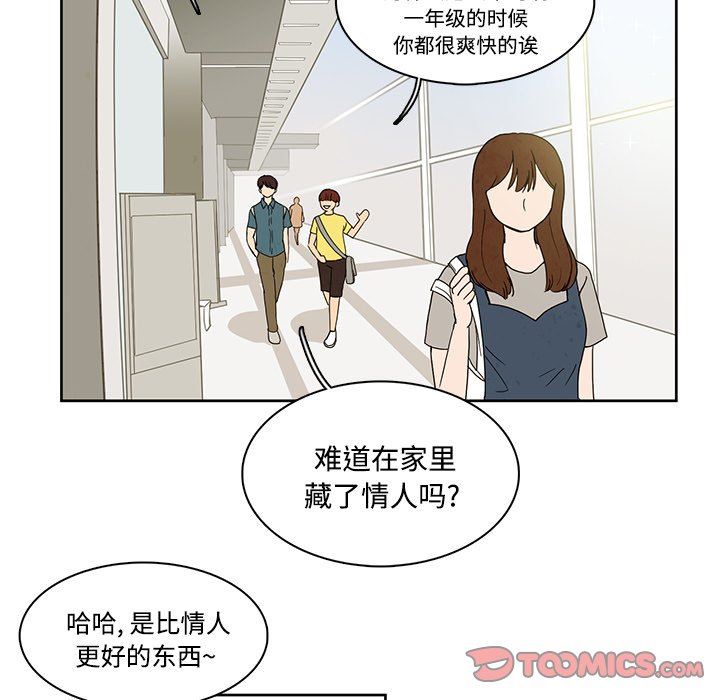 一年级的时候
你都很爽快的诶
难道在家里
藏了情人吗?
哈哈, 是比情人
更好的东西~
TOOMICS.COM